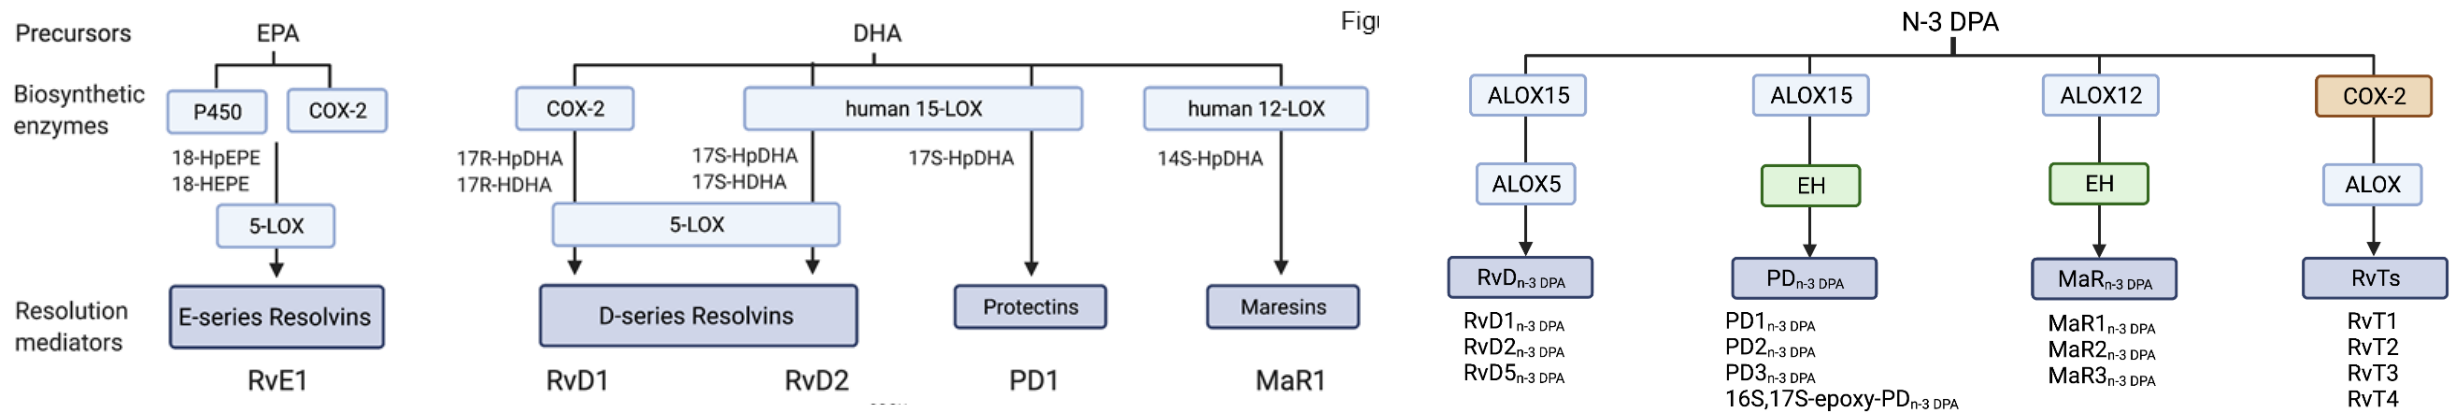 Precursors
EPA
DHA
Biosynthetic
enzymes
P450
COX-2
COX-2
human 15-LOX
human 12-LOX
18-HpEPE
18-HEPE
17R-HpDHA
17R-HDHA
17S-HpDHA
17S-HDHA
17S-HpDHA
14S-HpDHA
5-LOX
5-LOX
Resolution
mediators
E-series Resolvins
D-series Resolvins
Protectins
Maresins
RvE1
RvD1
RvD2
PD1
MaR1
N-3 DPA
ALOX15
ALOX15
ALOX12
COX-2
ALOX5
EH
EH
ALOX
RvDn-3 DPA
PDn-3 DPA
MaRn-3 DPA
RvTs
RvD1n-3 DPA
RvD2n-3 DPA
RvD5n-3 DPA
PD1n-3 DPA
PD2n-3 DPA
PD3n-3 DPA
16S,17S-epoxy-PDn-3 DPA
MaR1n-3 DPA
MaR2n-3 DPA
MaR3n-3 DPA
RvT1
RvT2
RvT3
RvT4